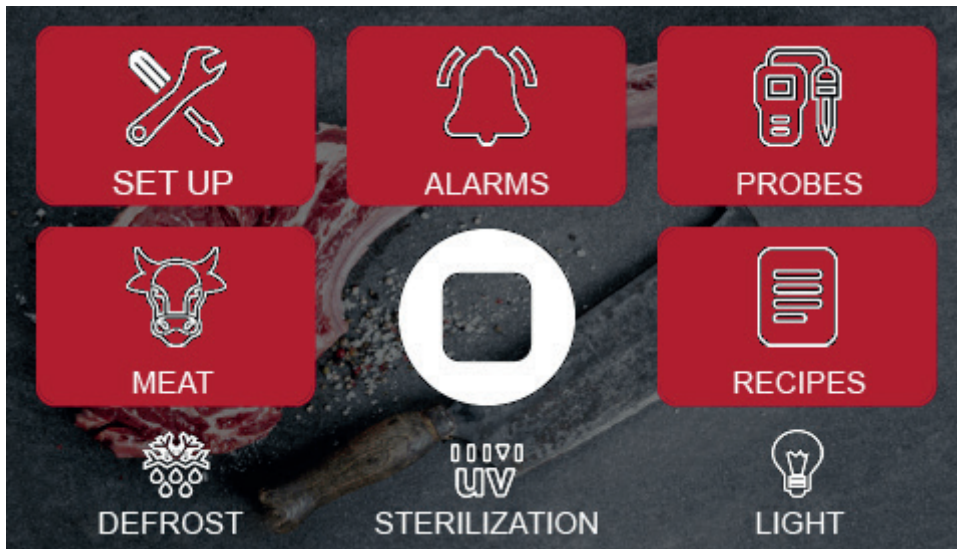 SET UP
ALARMS
PROBES
MEAT
RECIPES
UV
DEFROST
STERILIZATION
LIGHT